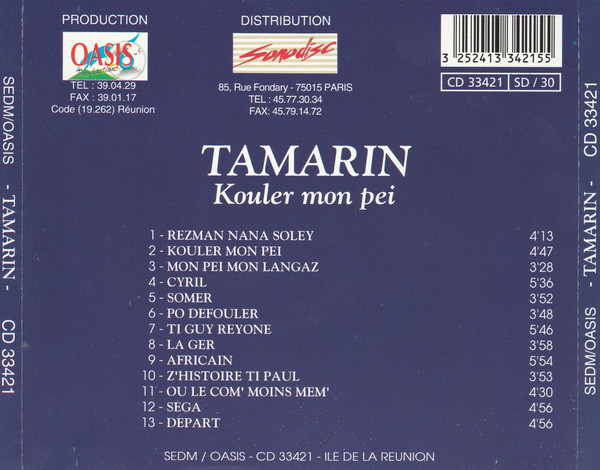 PRODUCTION
OASIS
TEL : 39.04.29
FAX : 39.01.17
Code (19.262) Réunion
DISTRIBUTION
Sonodisc
85, Rue Fondary - 75015 PARIS
TEL : 45.77.30.34
FAX: 45.79.14.72
3 252413 342155
CD 33421 SD / 30
TAMARIN
Kouler mon pei
1 - REZMAN NANA SOLEY 4'13
2 - KOULER MON PEI 4'47
3 - MON PEI MON LANGAZ 3'28
4 - CYRIL 5'36
5 - SOMER 3'52
6 - PO DEFOULER 3'48
7 - TI GUY REYONE 5'46
8 - LA GER 3'58
9 - AFRICAIN 5'54
10 - Z'HISTOIRE TI PAUL 3'53
11 - OU LE COM' MOINS MEM' 4'30
12 - SEGA 4'56
13 - DEPART 4'56
SEDM / OASIS - CD 33421 - ILE DE LA REUNION
SEDM/OASIS - TAMARIN - CD 33421
SEDM/OASIS - TAMARIN - CD 33421